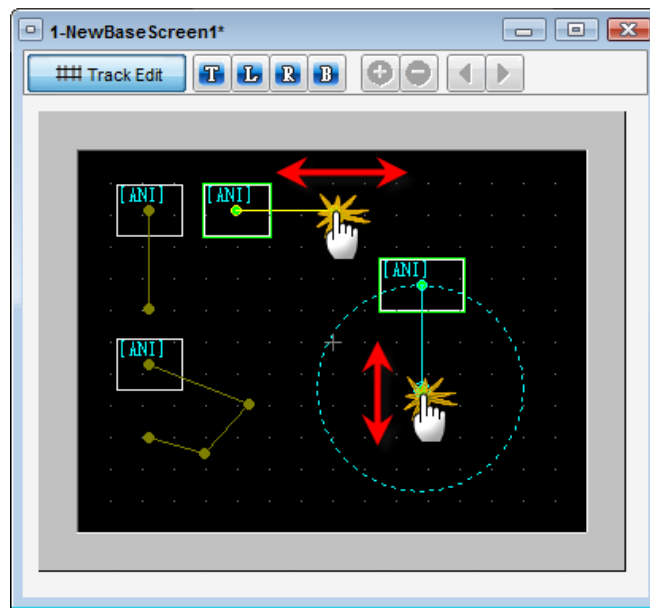 1-NewBaseScreen1*
Track Edit T L R B
[ANI] [ANI]
[ANI]
[ANI]